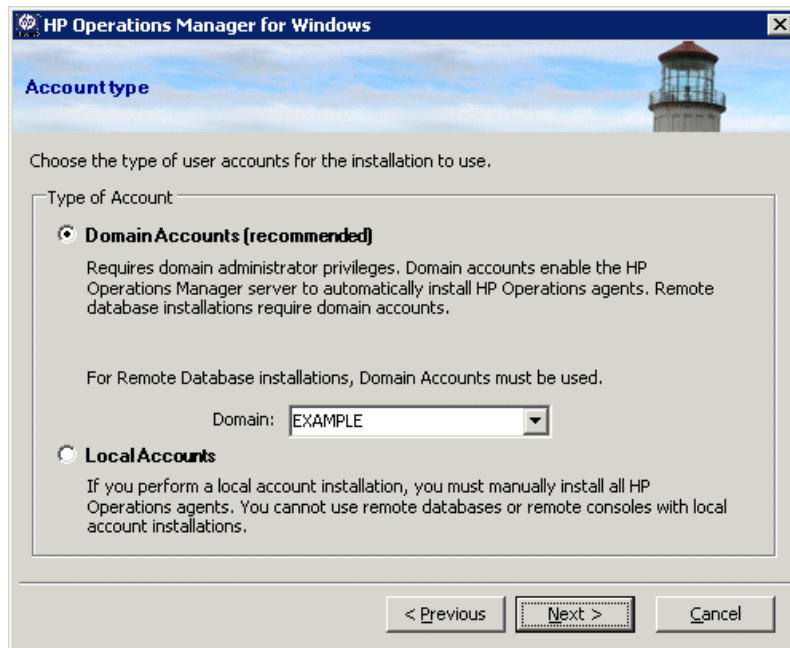 HP Operations Manager for Windows
Account type
Choose the type of user accounts for the installation to use.
Type of Account
Domain Accounts (recommended)
Requires domain administrator privileges. Domain accounts enable the HP
Operations Manager server to automatically install HP Operations agents. Remote
database installations require domain accounts.
For Remote Database installations, Domain Accounts must be used.
Domain: EXAMPLE
Local Accounts
If you perform a local account installation, you must manually install all HP
Operations agents. You cannot use remote databases or remote consoles with local
account installations.
< Previous Next > Cancel